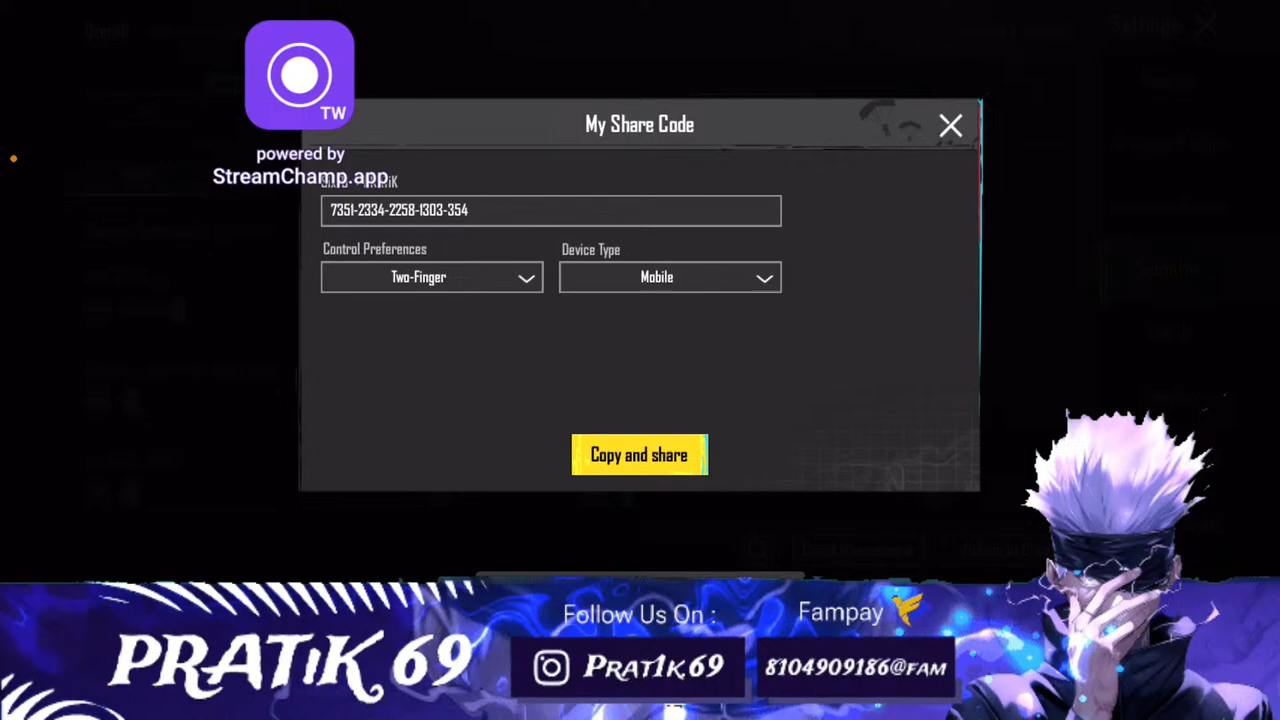 TW
powered by
StreamChamp.app
My Share Code
7351-2334-2258-1303-354
Control Preferences
Device Type
Two-Finger
Mobile
Copy and share
Follow Us On :
Fampay
PRATiK 69
PRAT1K69
8104909186@FAM